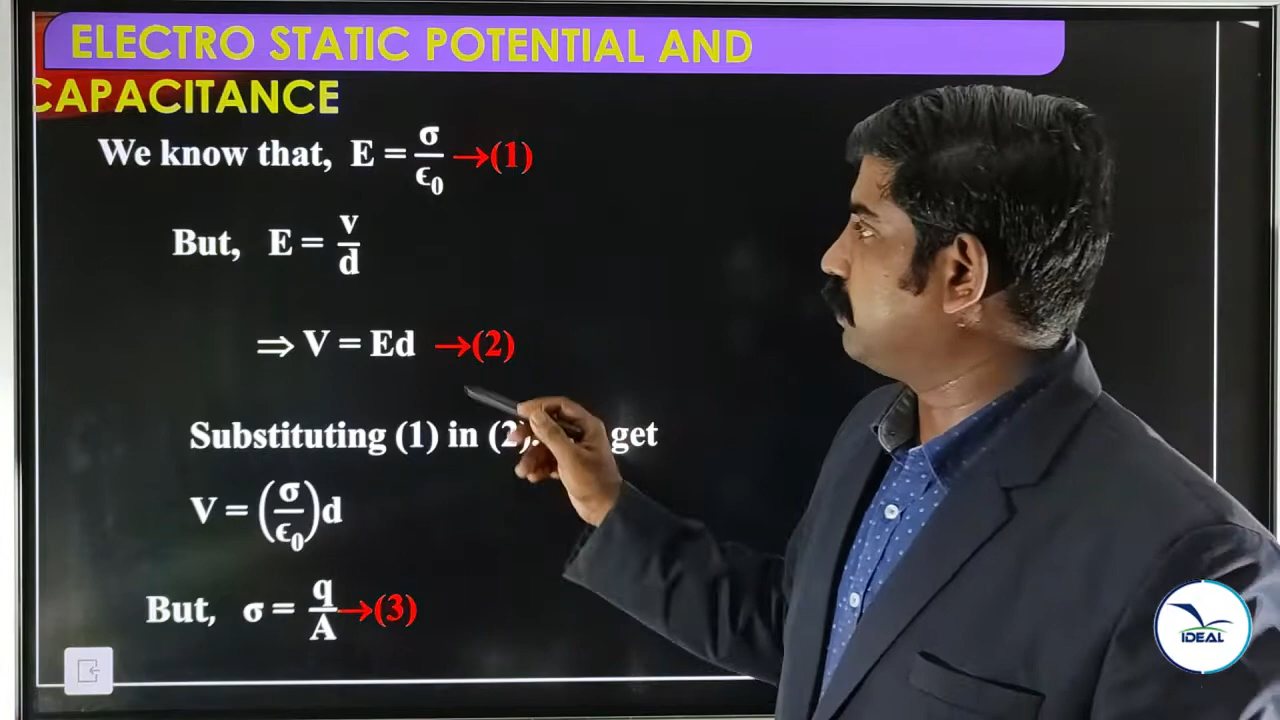 ELECTRO STATIC POTENTIAL AND
CAPACITANCE
We know that, E = σ/ϵ₀ →(1)
But, E = v/d
⇒ V = Ed →(2)
Substituting (1) in (2). get
V = (σ/ϵ₀)d
But, σ = q/A →(3)
IDEAL